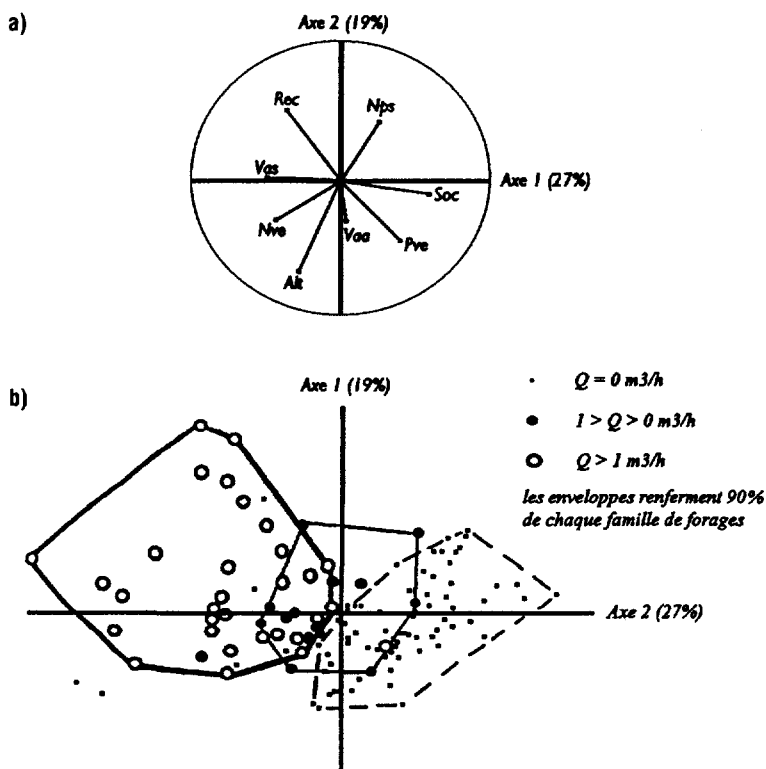 a)
Axe 2 (19%)
Rec
Nps
Vas
Axe 1 (27%)
Soc
Nve
Vaa
Pve
Alt
b)
Axe 1 (19%)
Q = 0 m3/h
1 > Q > 0 m3/h
Q > 1 m3/h
les enveloppes renferment 90%
de chaque famille de forages
Axe 2 (27%)